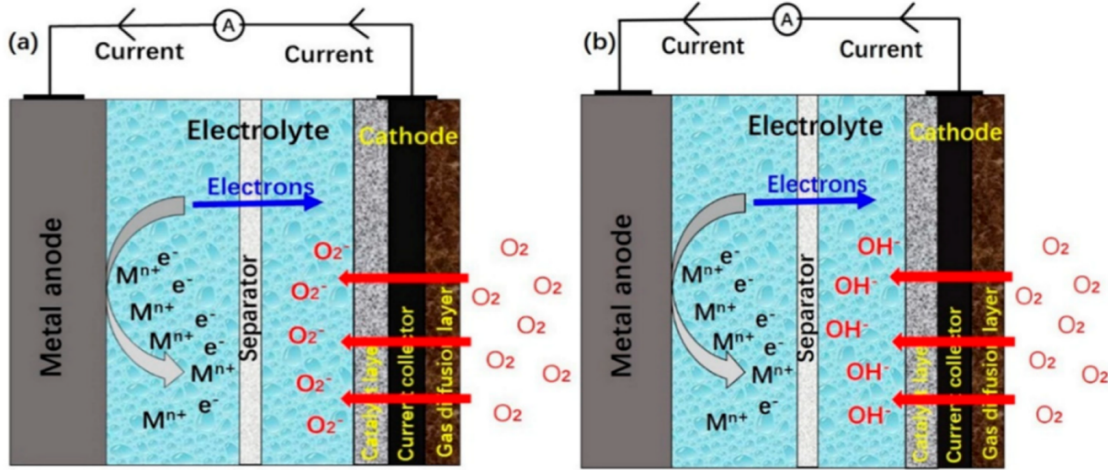 (a)
A
Current
Current
Electrolyte
Cathode
Electrons
Metal anode
Separator
Catalyst layer
Current collector
Gas diffusion layer
Mⁿ⁺
e⁻
e⁻
Mⁿ⁺
e⁻
Mⁿ⁺
e⁻
Mⁿ⁺
e⁻
Mⁿ⁺
O₂⁻
O₂⁻
O₂⁻
O₂⁻
O₂⁻
O₂
O₂
O₂
O₂
O₂
O₂
O₂
(b)
A
Current
Current
Electrolyte
Cathode
Electrons
Metal anode
Separator
Catalyst layer
Current collector
Gas diffusion layer
Mⁿ⁺
e⁻
e⁻
Mⁿ⁺
e⁻
Mⁿ⁺
e⁻
Mⁿ⁺
e⁻
Mⁿ⁺
OH⁻
OH⁻
OH⁻
OH⁻
OH⁻
O₂
O₂
O₂
O₂
O₂
O₂
O₂